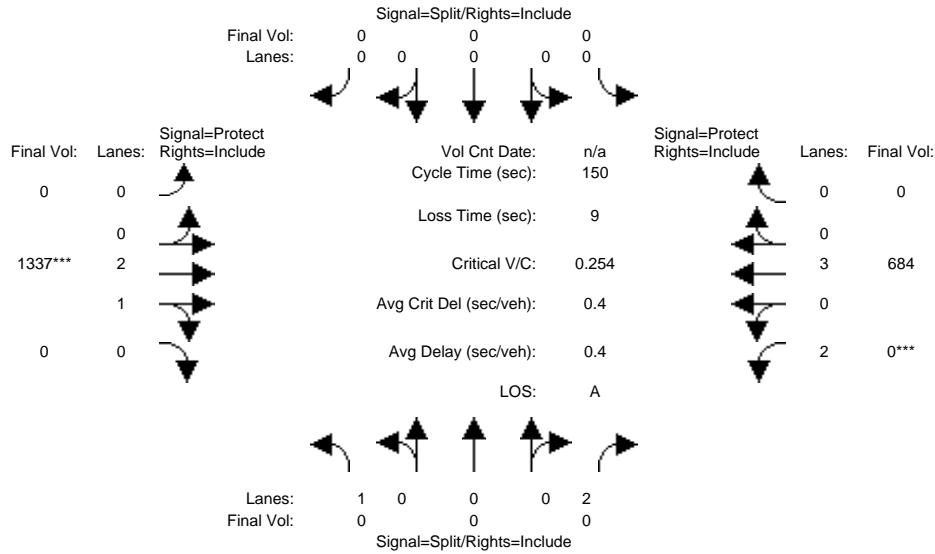 Signal=Split/Rights=Include
Final Vol: 0 0 0
Lanes: 0 0 0 0 0
Signal=Protect Signal=Protect
Final Vol: Lanes: Rights=Include Vol Cnt Date: n/a Rights=Include Lanes: Final Vol:
Cycle Time (sec): 150
0 0 0 0
Loss Time (sec): 9
0 0
1337*** 2 Critical V/C: 0.254 3 684
1 Avg Crit Del (sec/veh): 0.4 0
0 0 Avg Delay (sec/veh): 0.4 2 0***
LOS: A
Lanes: 1 0 0 0 2
Final Vol: 0 0 0
Signal=Split/Rights=Include